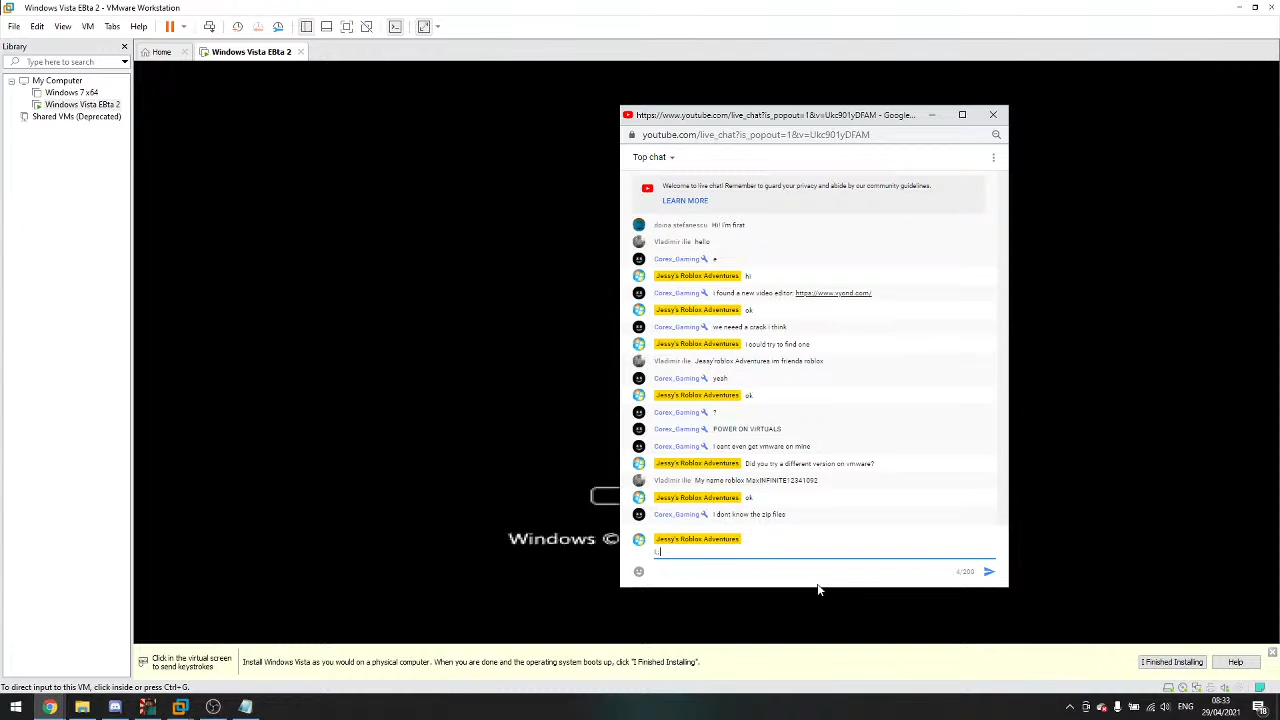 Windows Vista EBta 2 - VMware Workstation
File Edit View VM Tabs Help
Library
Type here to search
My Computer
Windows 7 x64
Windows Vista EBta 2
Shared VMs (Deprecated)
Home
Windows Vista EBta 2
https://www.youtube.com/live_chat?is_popout=1&v=Ukc901yDFAM - Google...
youtube.com/live_chat?is_popout=1&v=Ukc901yDFAM
Top chat
Welcome to live chat! Remember to guard your privacy and abide by our community guidelines.
LEARN MORE
doina stefanescu Hi! i'm first
Vladimir ilie hello
Corex_Gaming e
Jessy's Roblox Adventures hi
Corex_Gaming I found a new video editor: https://www.vyond.com/
Jessy's Roblox Adventures ok
Corex_Gaming we neeed a crack i think
Jessy's Roblox Adventures i could try to find one
Vladimir ilie Jessy'roblox Adventures im frienda roblox
Corex_Gaming yeah
Jessy's Roblox Adventures ok
Corex_Gaming ?
Corex_Gaming POWER ON VIRTUALS
Corex_Gaming I cant even get vmware on mine
Jessy's Roblox Adventures Did you try a different version on vmware?
Vladimir ilie My name roblox MaxINFINITE12341092
Jessy's Roblox Adventures ok
Corex_Gaming I dont know the zip files
Jessy's Roblox Adventures
4/200
Windows ©
Click in the virtual screen
to send keystrokes
Install Windows Vista as you would on a physical computer. When you are done and the operating system boots up, click "I Finished Installing".
I Finished Installing
Help
To direct input to this VM, click inside or press Ctrl+G.
ENG
08:33
29/04/2021